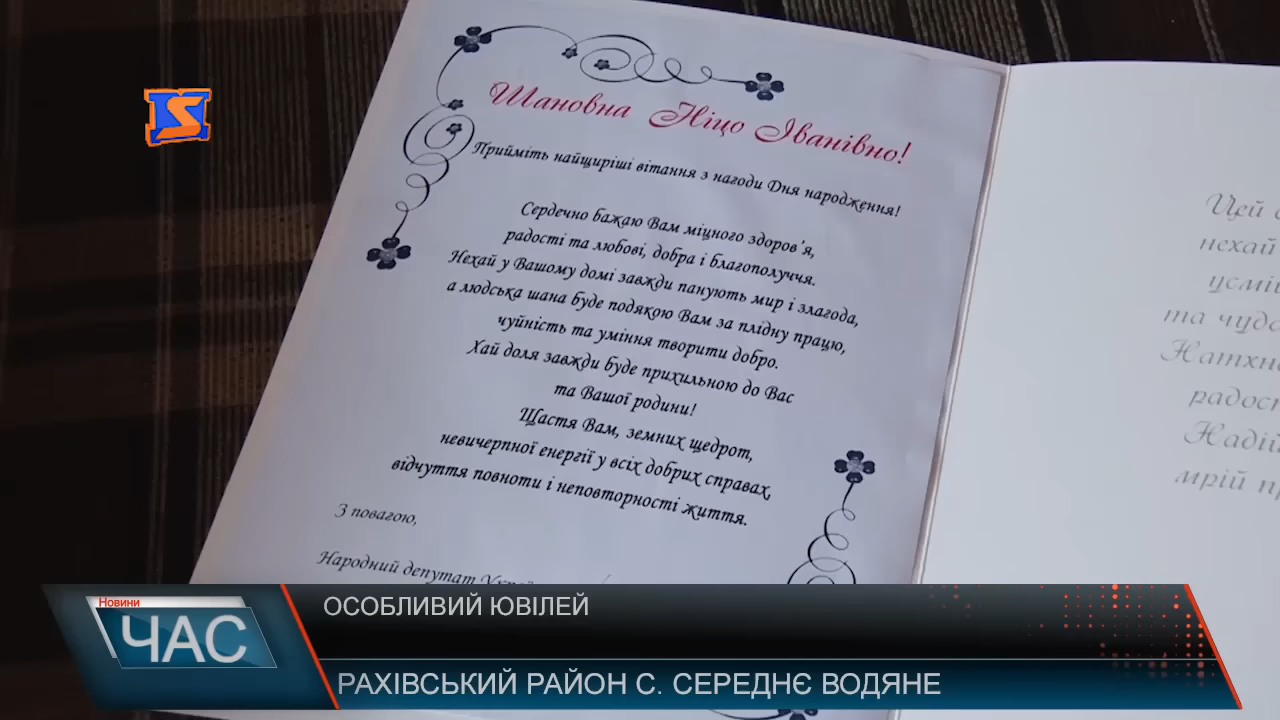 Шановна Ніцо Іванівно!
Прийміть найщиріші вітання з нагоди Дня народження!
Сердечно бажаю Вам міцного здоров'я,
радості та любові, добра і благополуччя.
Нехай у Вашому домі завжди панують мир і злагода,
а людська шана буде подякою Вам за плідну працю,
чуйність та уміння творити добро.
Хай доля завжди буде прихильною до Вас
та Вашої родини!
Щастя Вам, земних щедрот,
невичерпної енергії у всіх добрих справах,
відчуття повноти і неповторності життя.
З повагою,
Народний депутат
Цей
нехай
та
Новини
ЧАС
ОСОБЛИВИЙ ЮВІЛЕЙ
РАХІВСЬКИЙ РАЙОН С. СЕРЕДНЄ ВОДЯНЕ